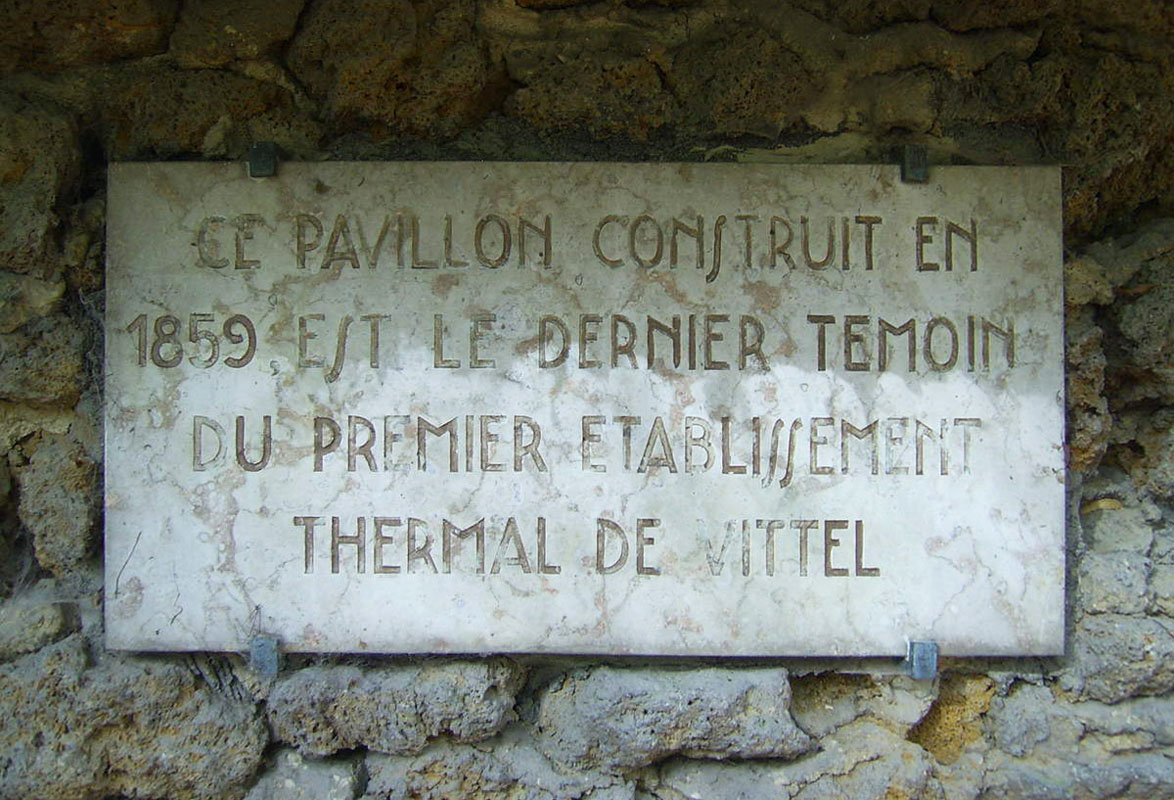 CE PAVILLON CONSTRUIT EN
1859, EST LE DERNIER TEMOIN
DU PREMIER ETABLISSEMENT
THERMAL DE VITTEL